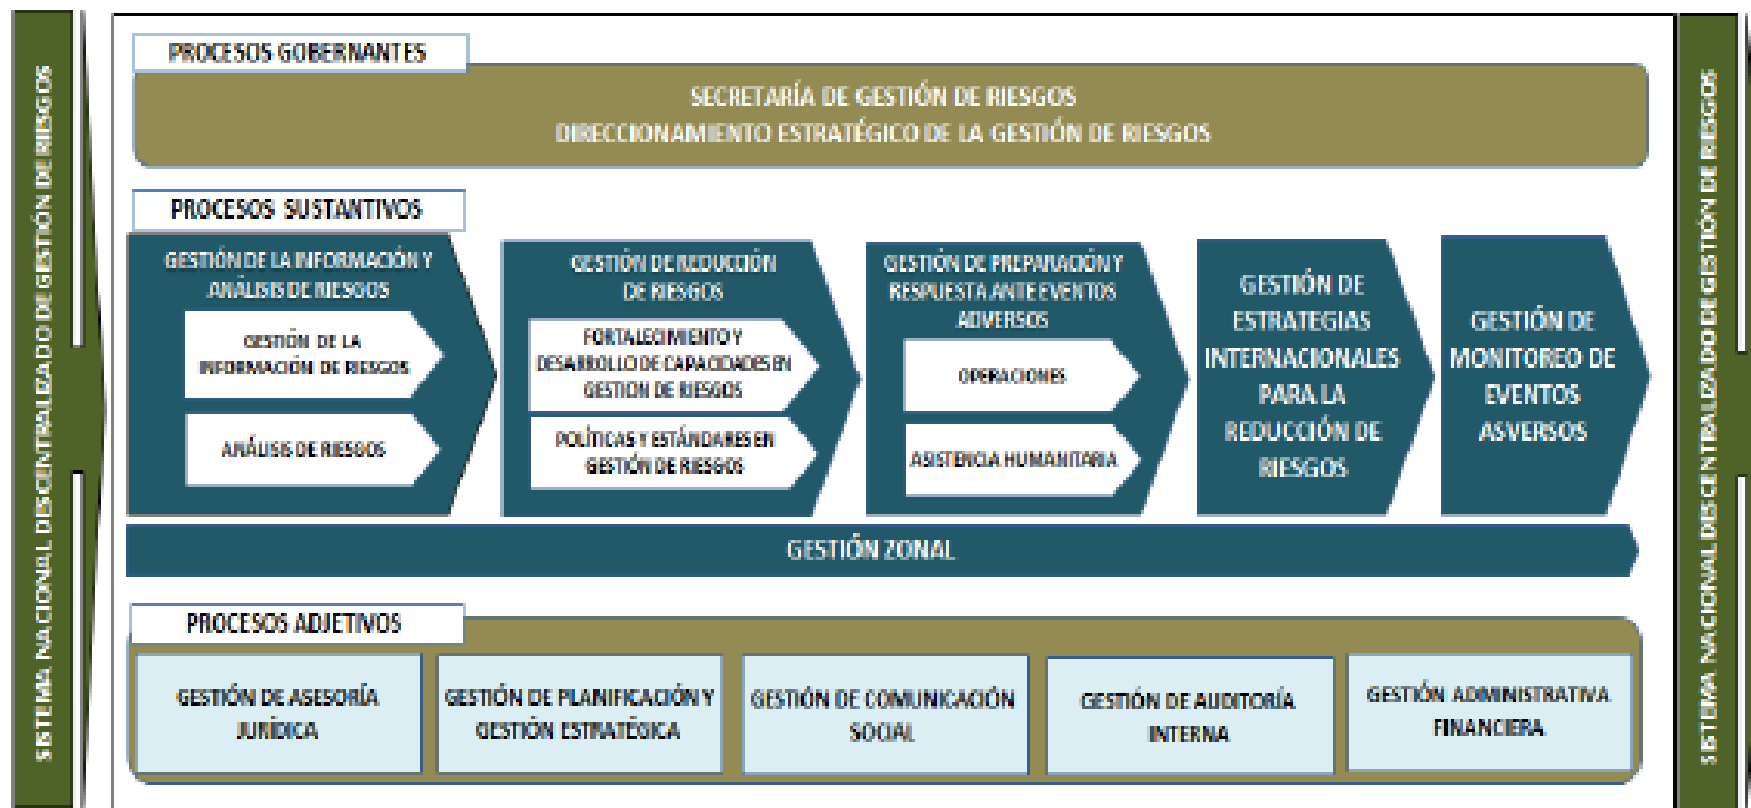 SISTEMA NACIONAL DESCENTRALIZADO DE GESTIÓN DE RIESGOS
PROCESOS GOBERNANTES
SECRETARÍA DE GESTIÓN DE RIESGOS
DIRECCIONAMIENTO ESTRATÉGICO DE LA GESTIÓN DE RIESGOS
PROCESOS SUSTANTIVOS
GESTIÓN DE LA INFORMACIÓN Y
ANÁLISIS DE RIESGOS
GESTIÓN DE LA
INFORMACIÓN DE RIESGOS
ANÁLISIS DE RIESGOS
GESTIÓN DE REDUCCIÓN
DE RIESGOS
FORTALECIMIENTO Y
DESARROLLO DE CAPACIDADES EN
GESTION DE RIESGOS
POLÍTICAS Y ESTÁNDARES EN
GESTIÓN DE RIESGOS
GESTIÓN DE PREPARACIÓN Y
RESPUESTA ANTE EVENTOS
ADVERSOS
OPERACIONES
ASISTENCIA HUMANITARIA
GESTIÓN DE
ESTRATEGIAS
INTERNACIONALES
PARA LA
REDUCCIÓN DE
RIESGOS
GESTIÓN DE
MONITOREO DE
EVENTOS
ASVERSOS
GESTIÓN ZONAL
PROCESOS ADJETIVOS
GESTIÓN DE ASESORÍA
JURÍDICA
GESTIÓN DE PLANIFICACIÓN Y
GESTIÓN ESTRATÉGICA
GESTIÓN DE COMUNICACIÓN
SOCIAL
GESTIÓN DE AUDITORÍA
INTERNA
GESTIÓN ADMINISTRATIVA
FINANCIERA
SISTEMA NACIONAL DESCENTRALIZADO DE GESTIÓN DE RIESGOS